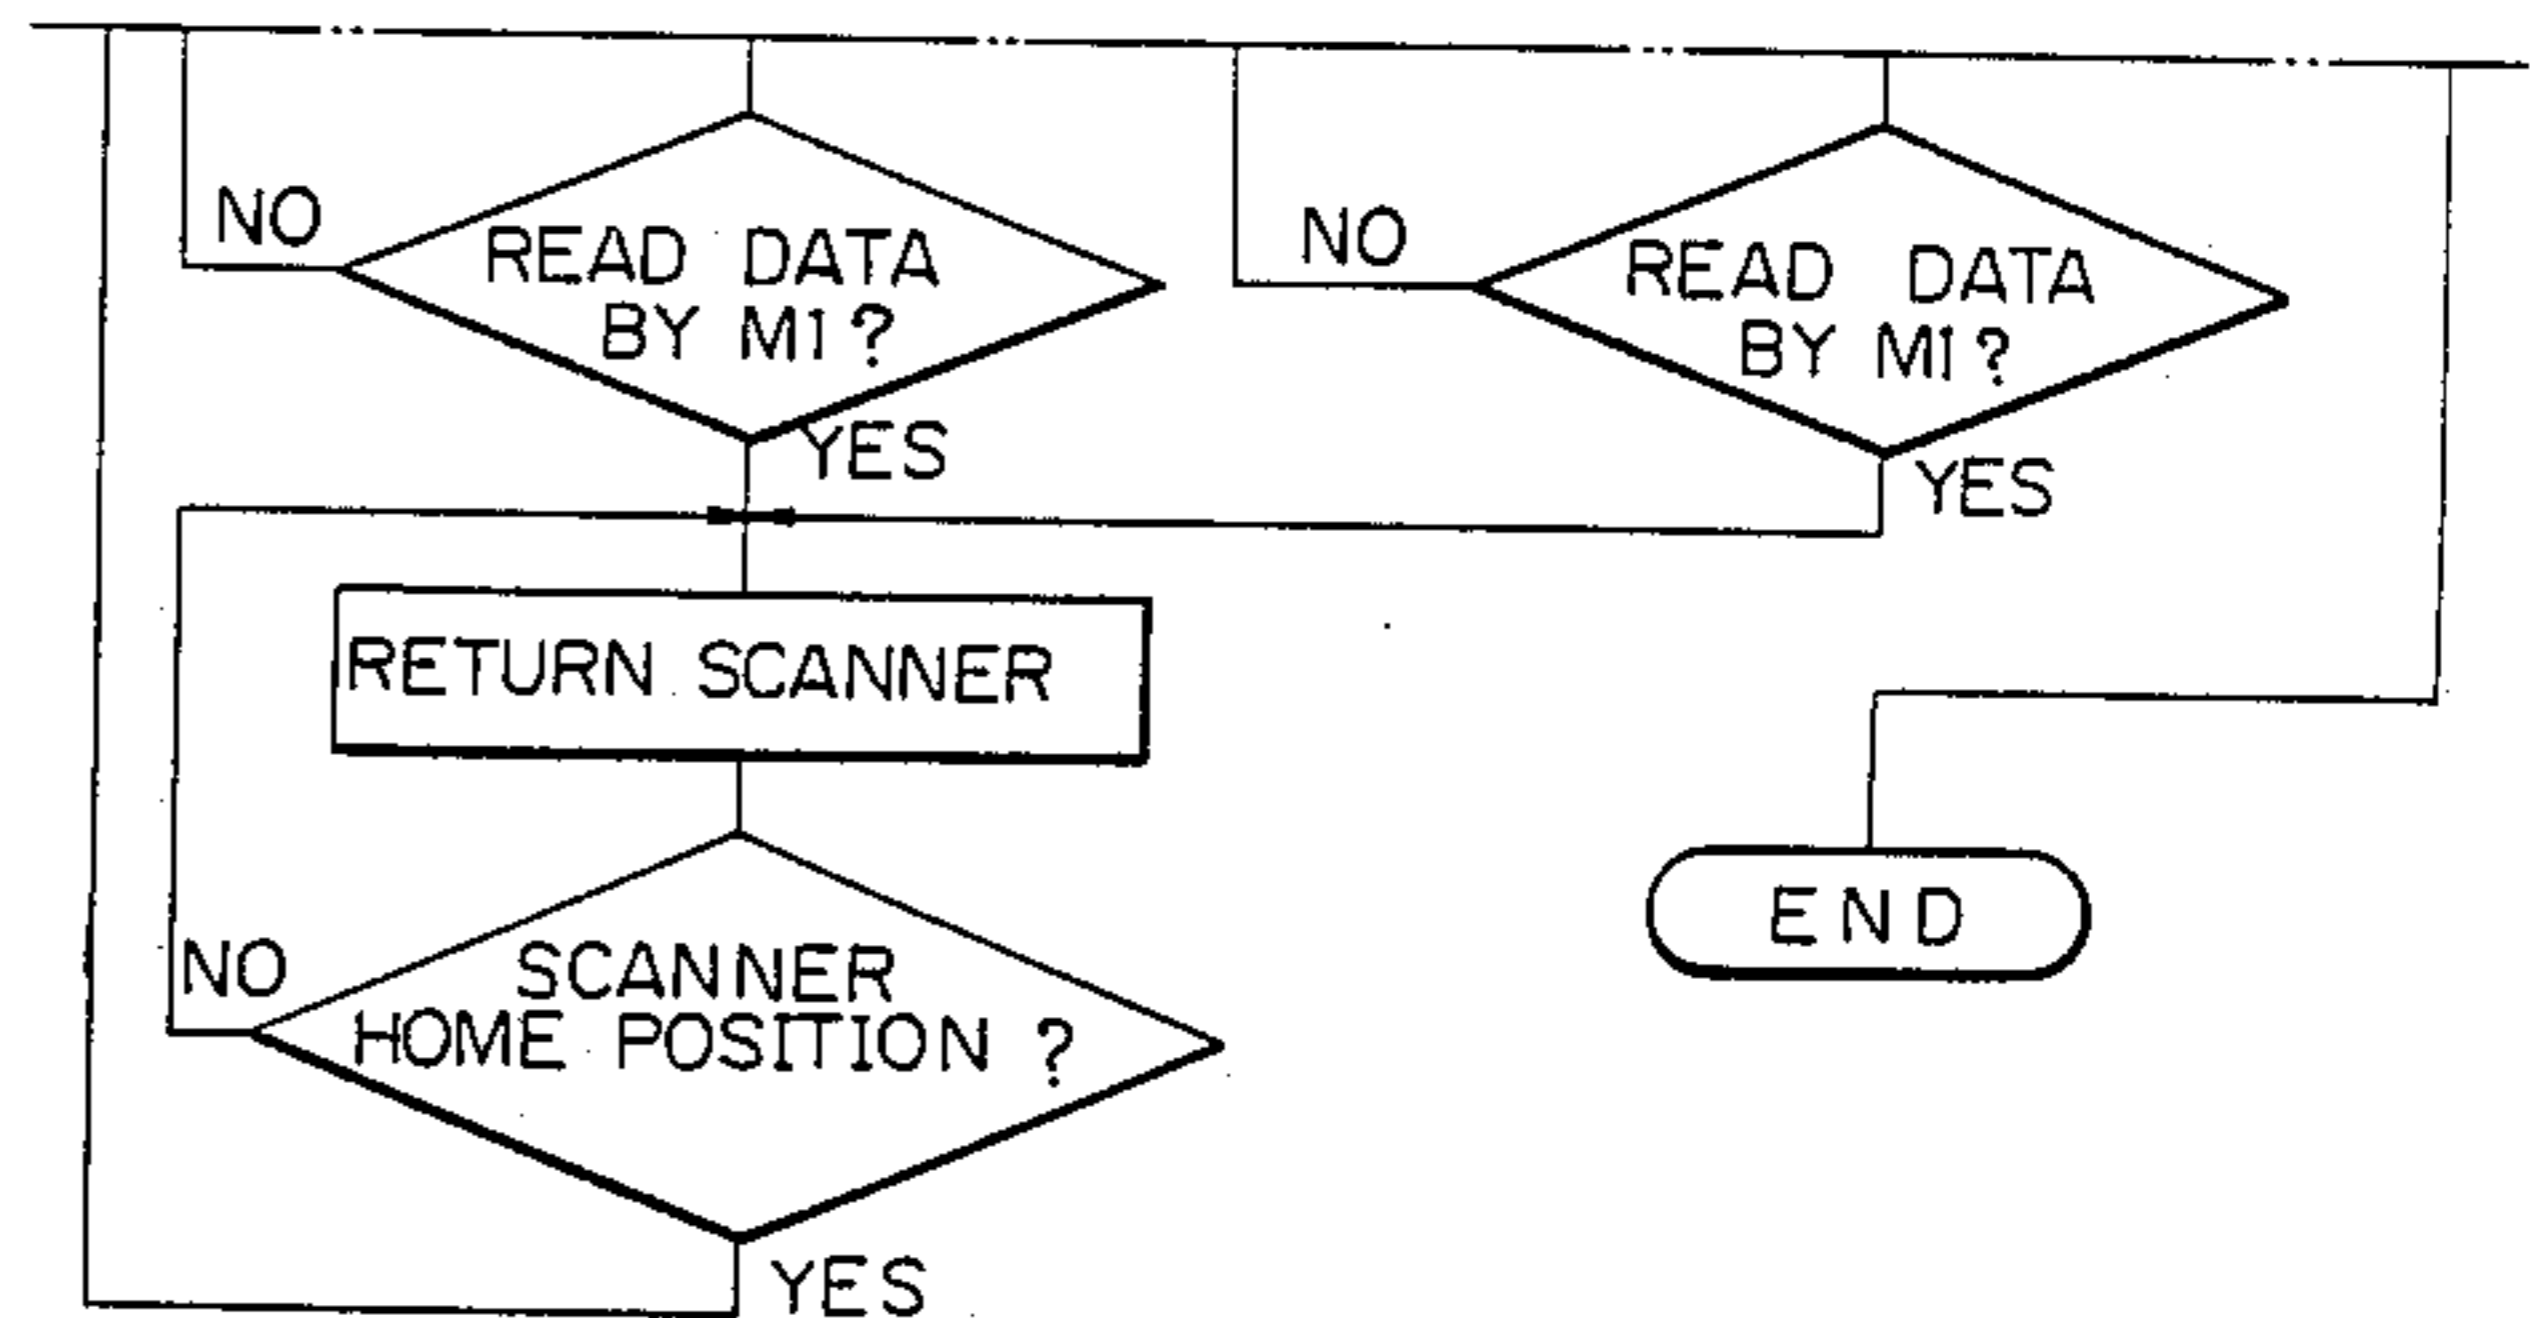 NO
READ DATA
BY M1?
YES
NO
READ DATA
BY M1?
YES
RETURN SCANNER
NO
SCANNER
HOME POSITION ?
YES
END